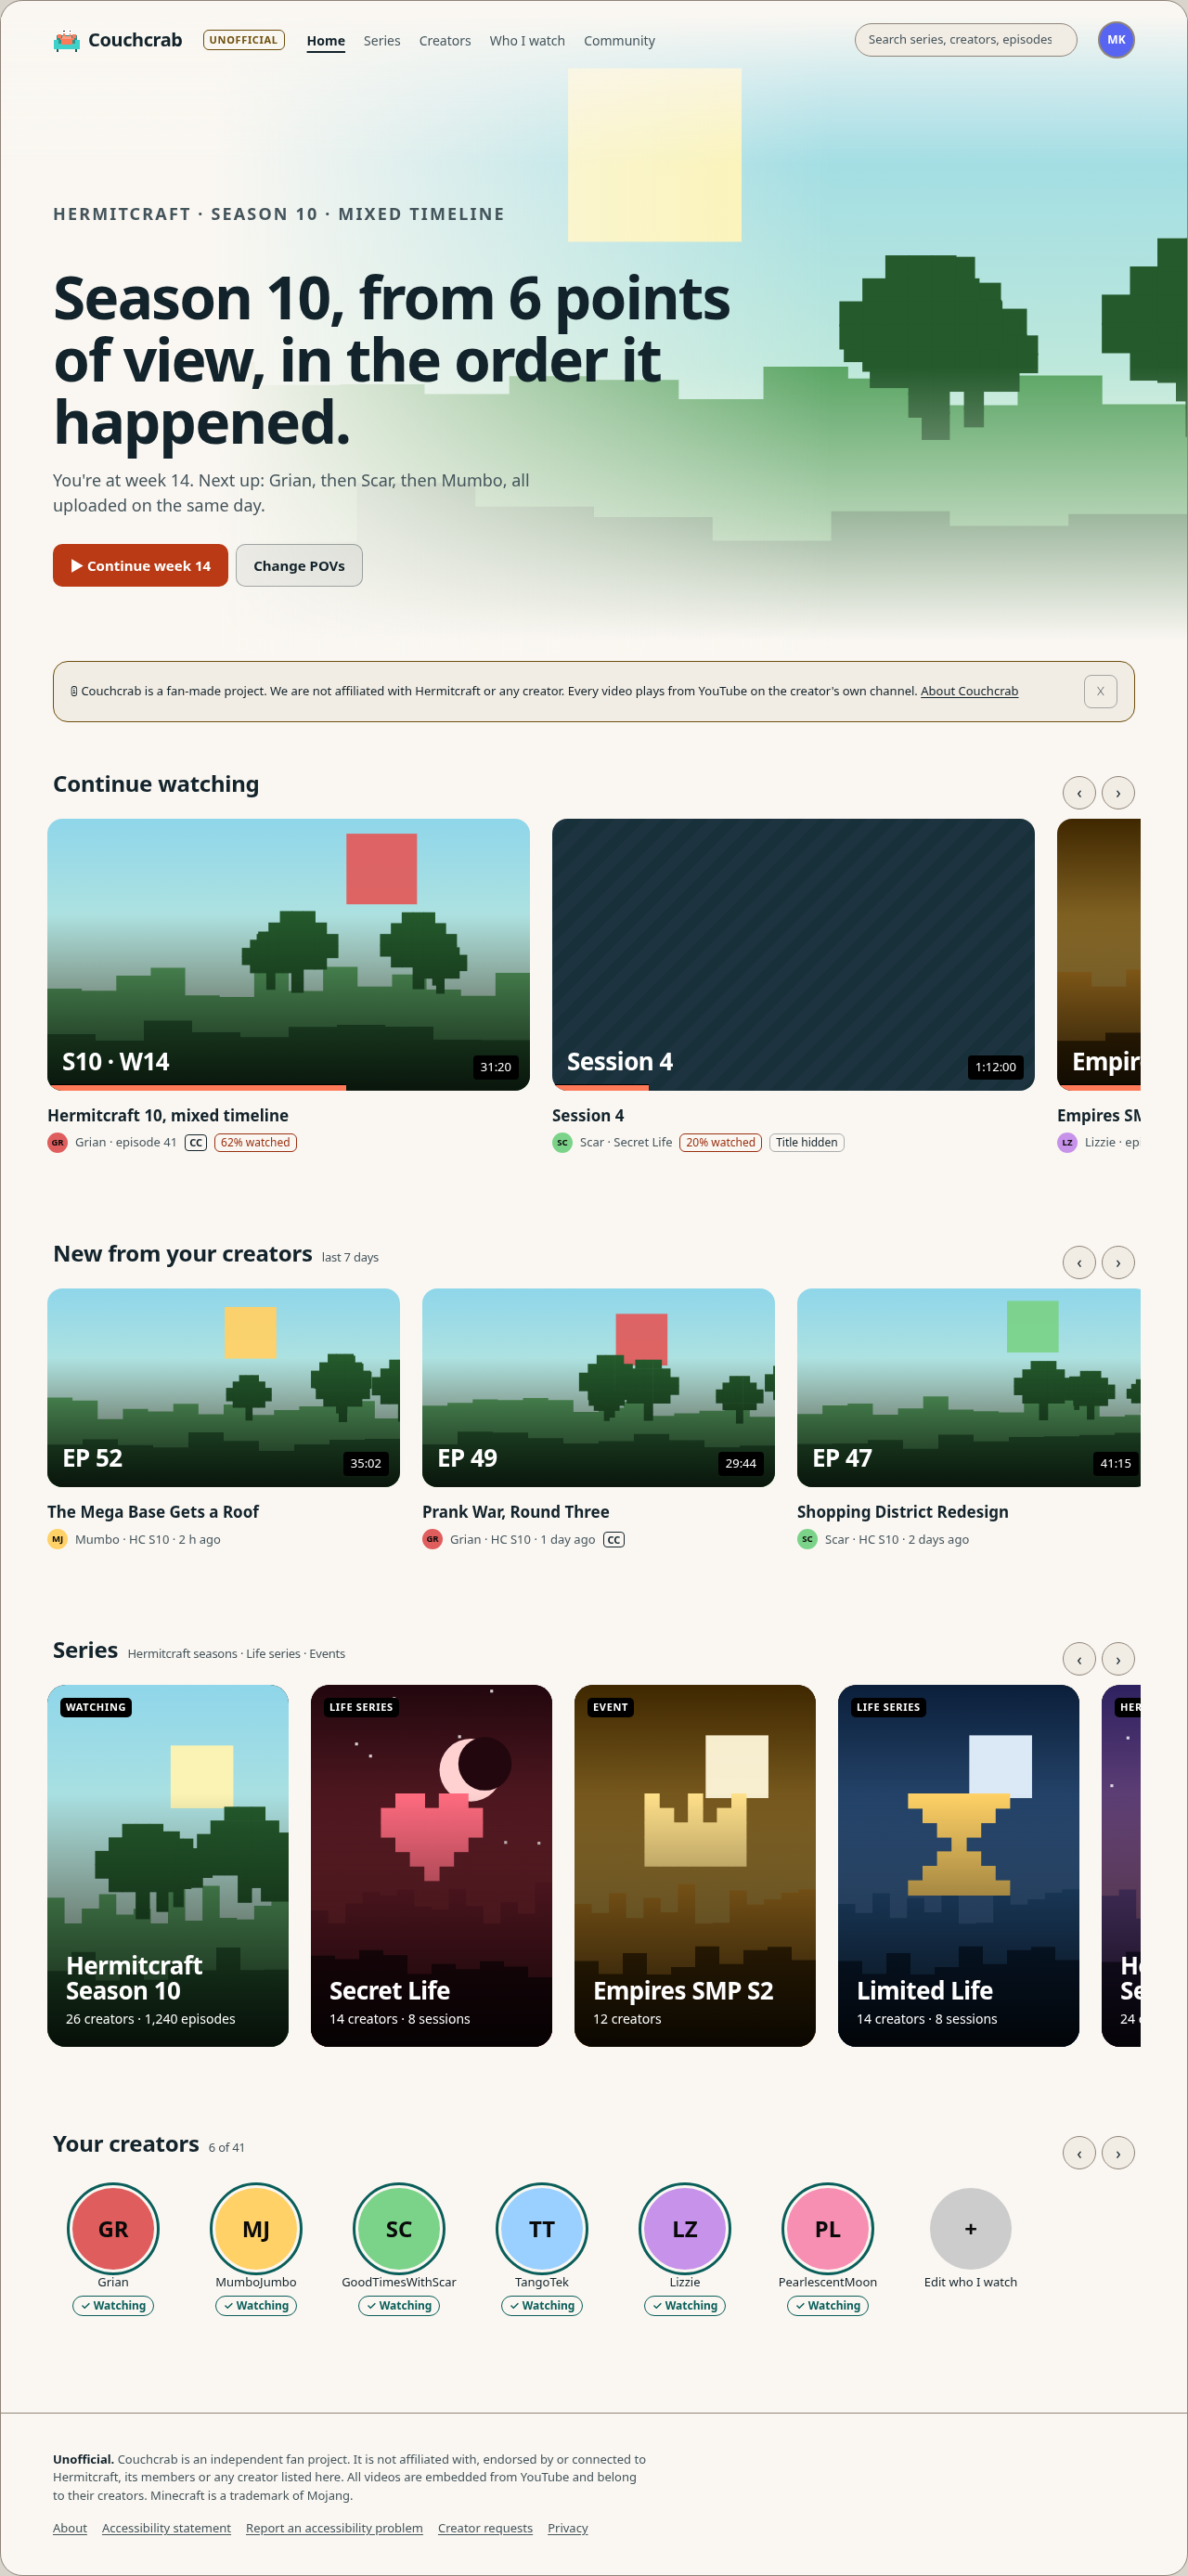 Couchcrab
UNOFFICIAL
Home
Series
Creators
Who I watch
Community
Search series, creators, episodes
MK
HERMITCRAFT · SEASON 10 · MIXED TIMELINE
Season 10, from 6 points
of view, in the order it
happened.
You're at week 14. Next up: Grian, then Scar, then Mumbo, all
uploaded on the same day.
▶ Continue week 14
Change POVs
Couchcrab is a fan-made project. We are not affiliated with Hermitcraft or any creator. Every video plays from YouTube on the creator's own channel. About Couchcrab
X
Continue watching
‹ ›
S10 · W14
31:20
Hermitcraft 10, mixed timeline
GR Grian · episode 41 CC 62% watched
Session 4
1:12:00
Session 4
SC Scar · Secret Life 20% watched Title hidden
Empir
Empires SM
LZ Lizzie · ep
New from your creators last 7 days
‹ ›
EP 52
35:02
The Mega Base Gets a Roof
MJ Mumbo · HC S10 · 2 h ago
EP 49
29:44
Prank War, Round Three
GR Grian · HC S10 · 1 day ago CC
EP 47
41:15
Shopping District Redesign
SC Scar · HC S10 · 2 days ago
Series Hermitcraft seasons · Life series · Events
‹ ›
WATCHING
Hermitcraft
Season 10
26 creators · 1,240 episodes
LIFE SERIES
Secret Life
14 creators · 8 sessions
EVENT
Empires SMP S2
12 creators
LIFE SERIES
Limited Life
14 creators · 8 sessions
HER
He
Se
24
Your creators 6 of 41
‹ ›
GR
Grian
✓ Watching
MJ
MumboJumbo
✓ Watching
SC
GoodTimesWithScar
✓ Watching
TT
TangoTek
✓ Watching
LZ
Lizzie
✓ Watching
PL
PearlescentMoon
✓ Watching
+
Edit who I watch
Unofficial. Couchcrab is an independent fan project. It is not affiliated with, endorsed by or connected to
Hermitcraft, its members or any creator listed here. All videos are embedded from YouTube and belong
to their creators. Minecraft is a trademark of Mojang.
About
Accessibility statement
Report an accessibility problem
Creator requests
Privacy